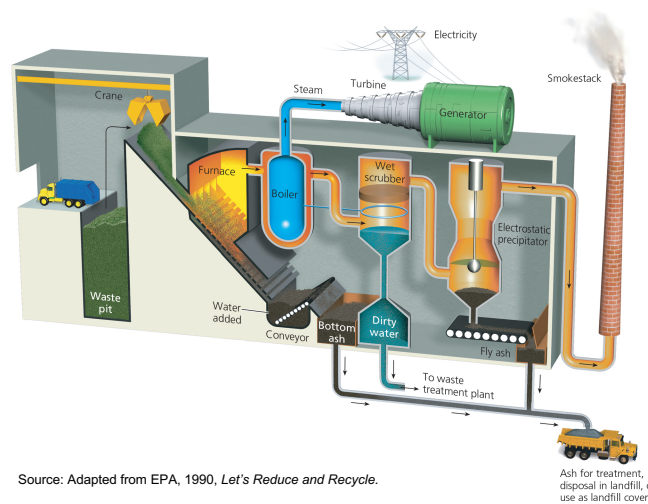 Electricity
Smokestack
Turbine
Steam
Crane
Generator
Wet
scrubber
Furnace
Boiler
Electrostatic
precipitator
Waste
pit
Water
added
Conveyor
Bottom
ash
Dirty
water
Fly ash
To waste
treatment plant
Source: Adapted from EPA, 1990, Let's Reduce and Recycle.
Ash for treatment,
disposal in landfill,
use as landfill cover